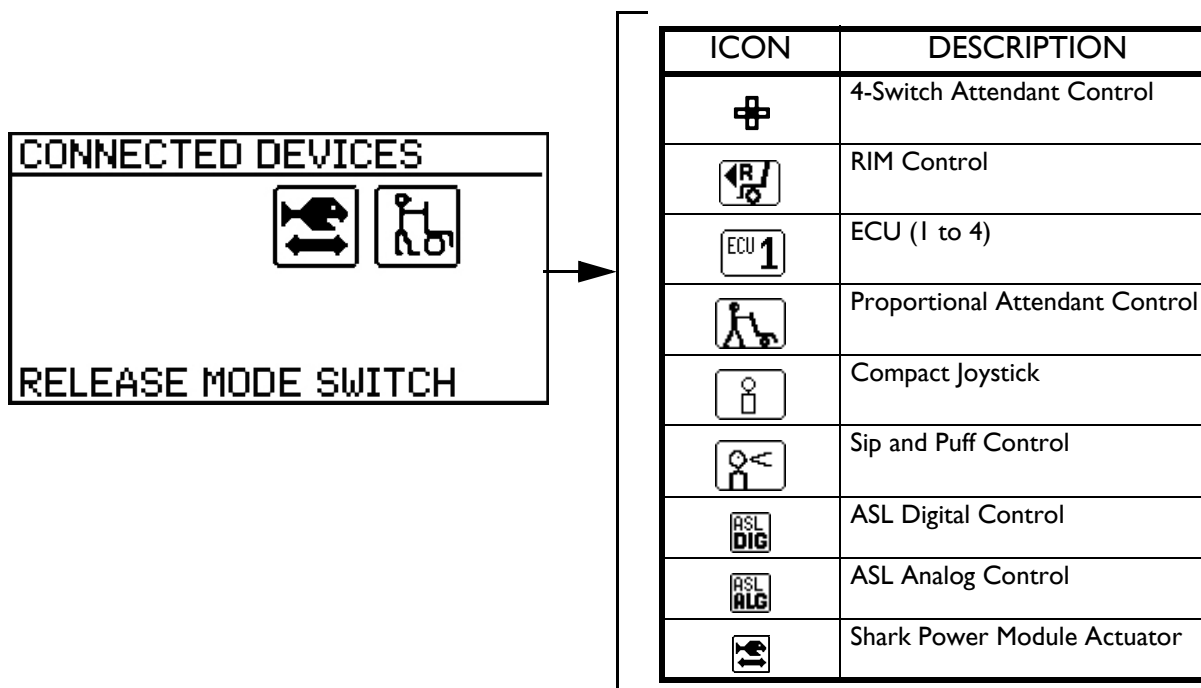 CONNECTED DEVICES
RELEASE MODE SWITCH
ICON DESCRIPTION
4-Switch Attendant Control
R RIM Control
ECU 1 ECU (1 to 4)
Proportional Attendant Control
Compact Joystick
Sip and Puff Control
ASL DIG ASL Digital Control
ASL ALG ASL Analog Control
Shark Power Module Actuator